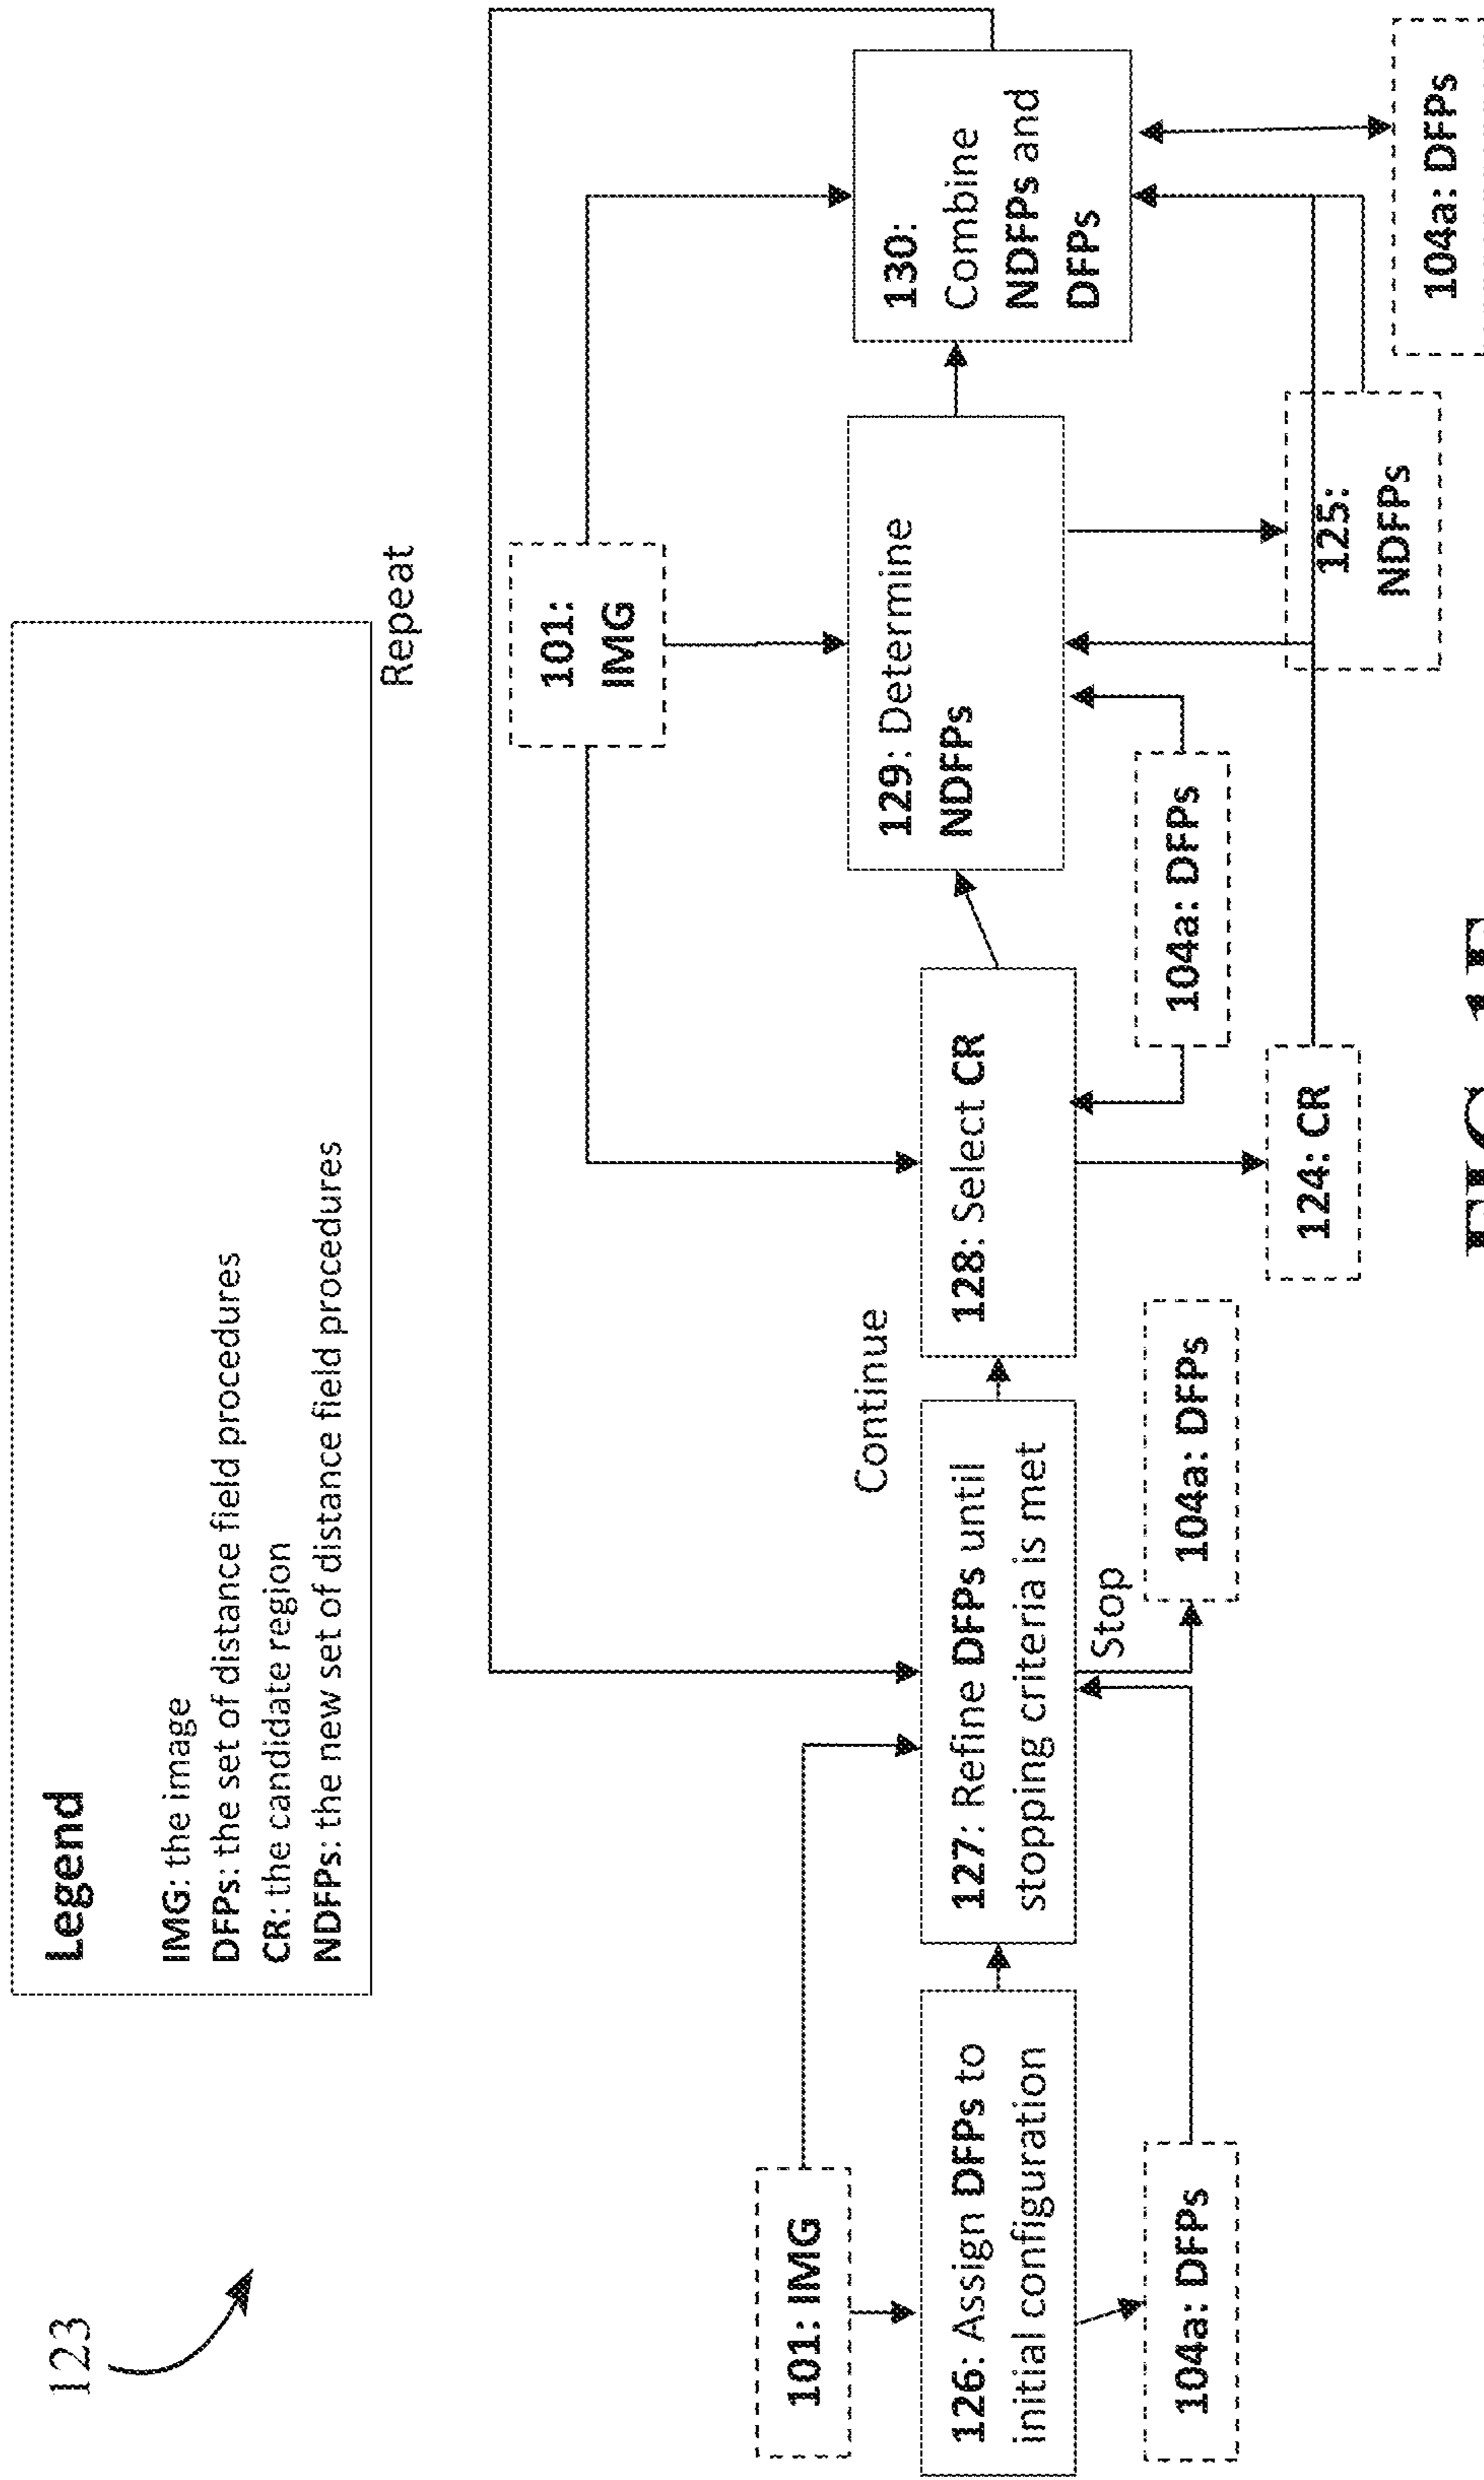 123
Legend
IMG: the image
DFPs: the set of distance field procedures
CR: the candidate region
NDFPs: the new set of distance field procedures
Repeat
101: IMG
101:
IMG
126: Assign DFPs to
initial configuration
127: Refine DFPs until
stopping criteria is met
Continue
128: Select CR
129: Determine
NDFPs
130:
Combine
NDFPs and
DFPs
Stop
104a: DFPs
104a: DFPs
104a: DFPs
124: CR
125:
NDFPs
104a: DFPs